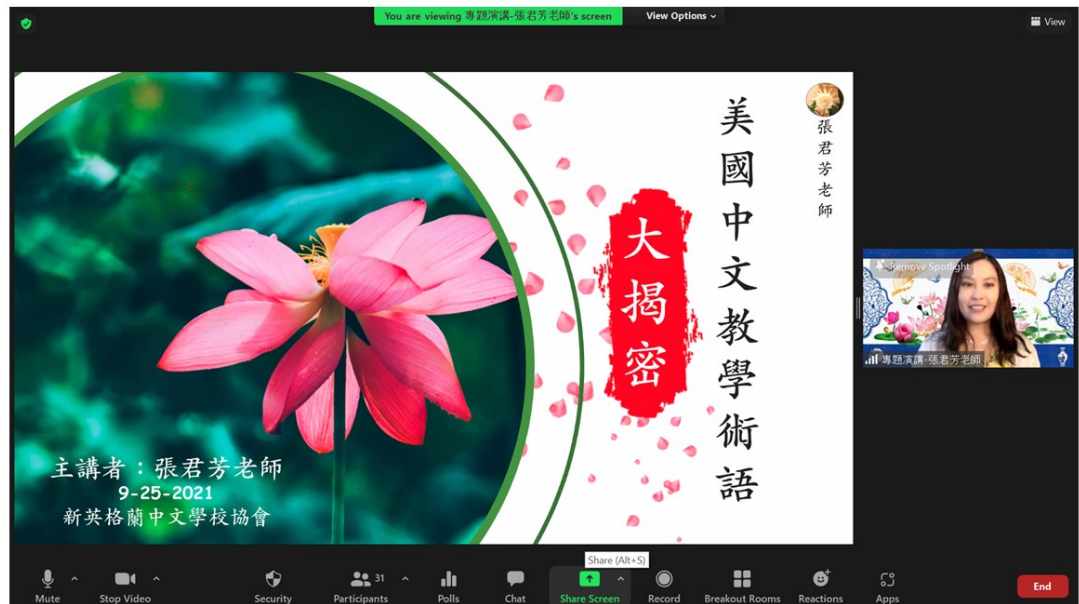 You are viewing 專題演講-張君芳老師's screen
View Options
View
張君芳老師
美國中文教學術語
大揭密
主講者：張君芳老師
9-25-2021
新英格蘭中文學校協會
Remove Spotlight
專題演講-張君芳老師
Share (Alt+S)
Mute
Stop Video
Security
31
Participants
Polls
Chat
Share Screen
Record
Breakout Rooms
Reactions
Apps
End